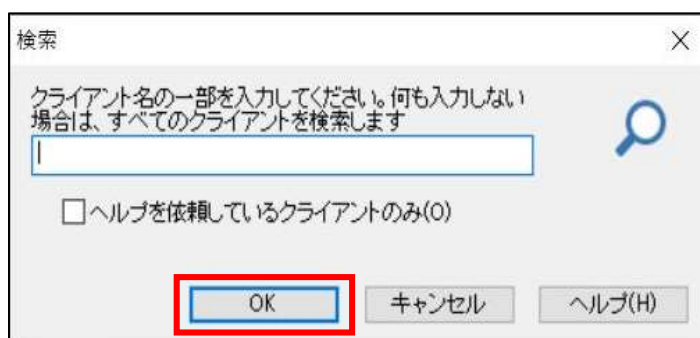 検索
クライアント名の一部を入力してください。何も入力しない
場合は、すべてのクライアントを検索します
ヘルプを依頼しているクライアントのみ(O)
OK
キャンセル
ヘルプ(H)